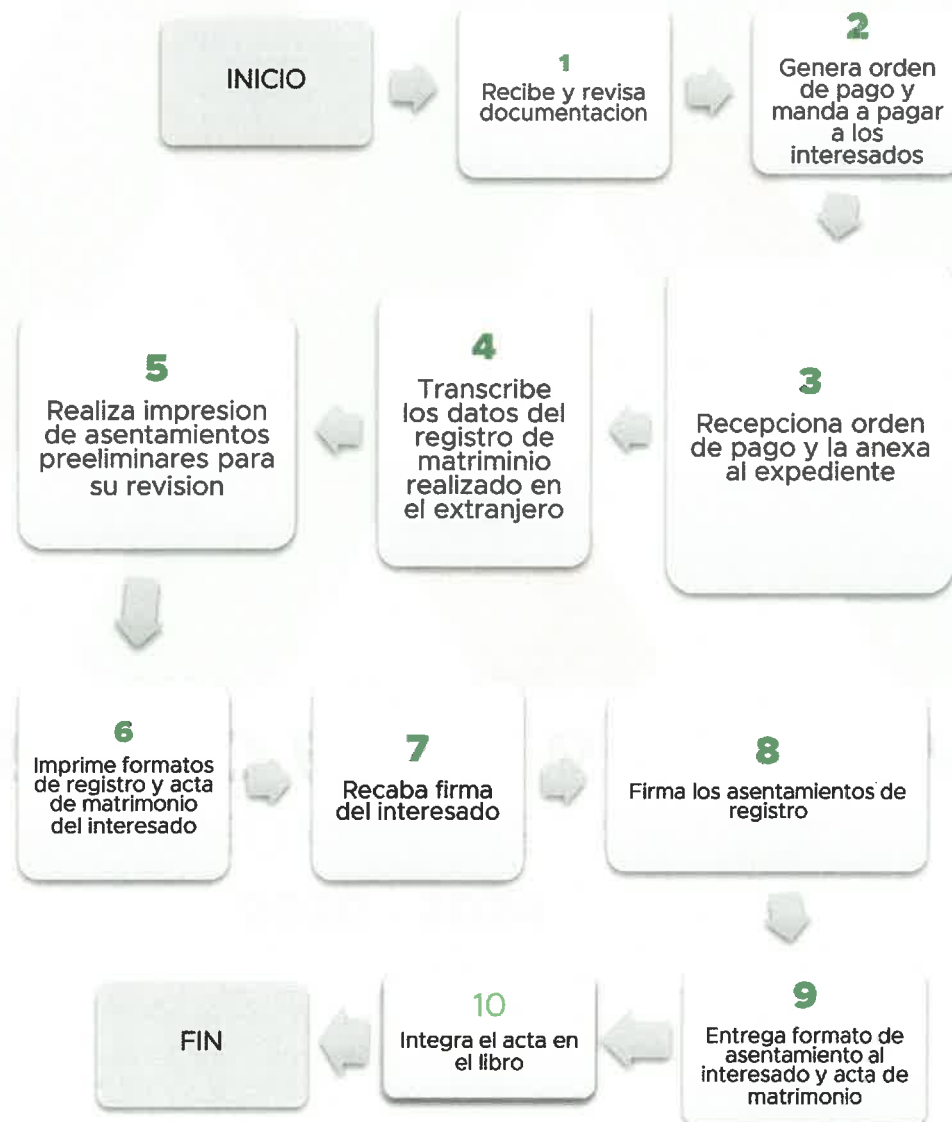 INICIO
1
Recibe y revisa
documentacion
2
Genera orden
de pago y
manda a pagar
a los
interesados
3
Recepciona orden
de pago y la anexa
al expediente
4
Transcribe
los datos del
registro de
matriminio
realizado en
el extranjero
5
Realiza impresion
de asentamientos
preeliminares para
su revision
6
Imprime formatos
de registro y acta
de matrimonio
del interesado
7
Recaba firma
del interesado
8
Firma los asentamientos de
registro
9
Entrega formato de
asentamiento al
interesado y acta de
matrimonio
10
Integra el acta en
el libro
FIN